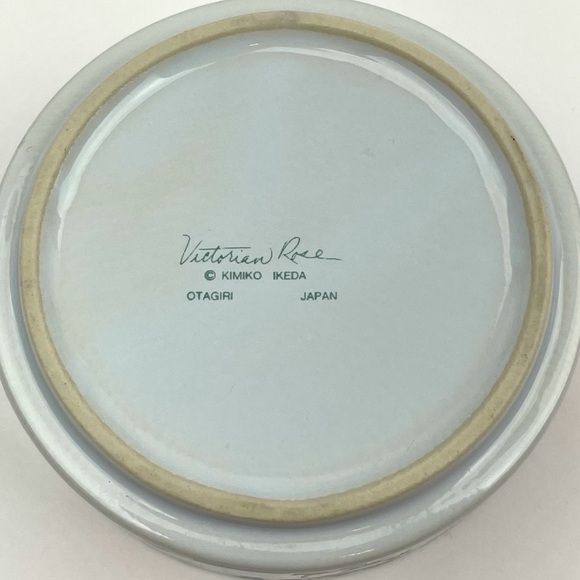 Victorian Rose
© KIMIKO IKEDA
OTAGIRI JAPAN